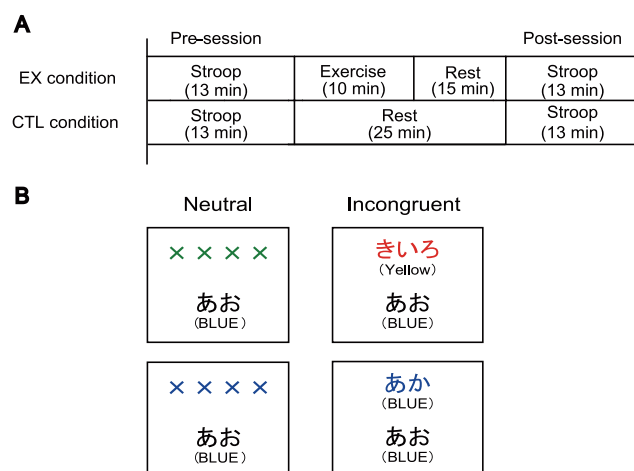 A
Pre-session Post-session
EX condition Stroop Exercise Rest Stroop
(13 min) (10 min) (15 min) (13 min)
CTL condition Stroop Rest Stroop
(13 min) (25 min) (13 min)
B
Neutral Incongruent
× × × × きいろ
(Yellow)
あお あお
(BLUE) (BLUE)
× × × × あか
(BLUE)
あお あお
(BLUE) (BLUE)